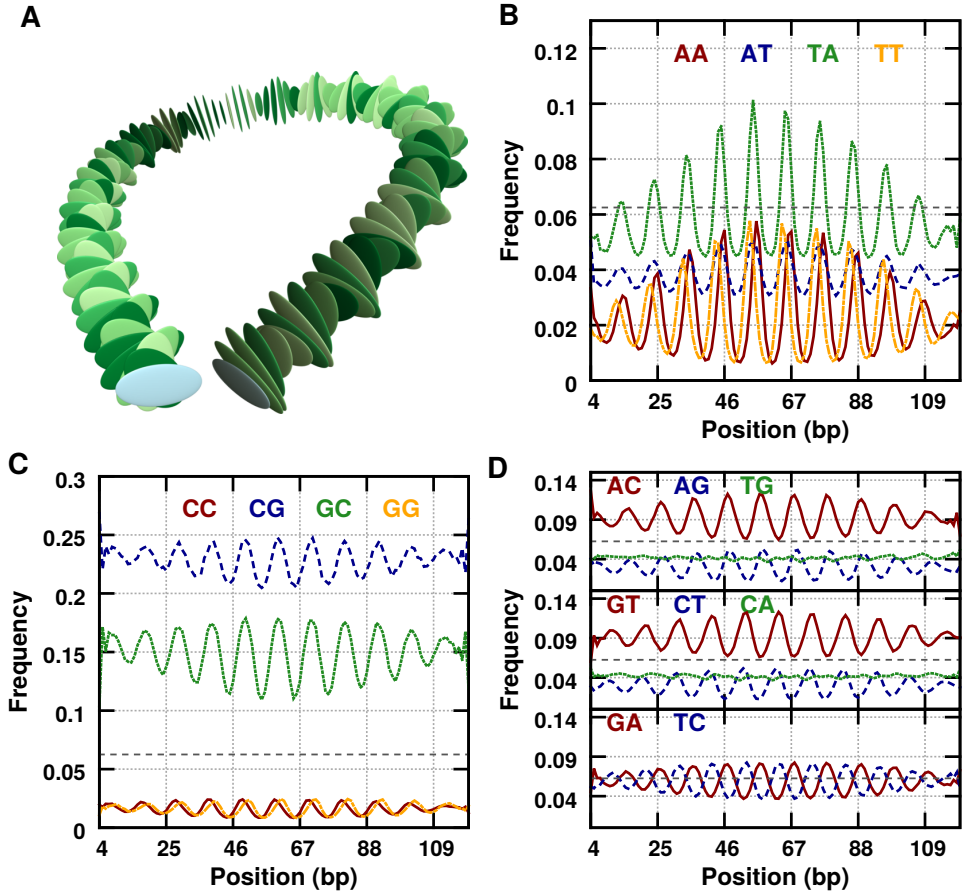 A
B
0.12
0.1
0.08
0.06
0.04
0.02
0
AA AT TA TT
Frequency
4 25 46 67 88 109
Position (bp)
C
0.3
0.25
0.2
0.15
0.1
0.05
0
CC CG GC GG
Frequency
4 25 46 67 88 109
Position (bp)
D
0.14
0.09
0.04
AC AG TG
0.14
0.09
0.04
GT CT CA
0.14
0.09
0.04
GA TC
Frequency
4 25 46 67 88 109
Position (bp)